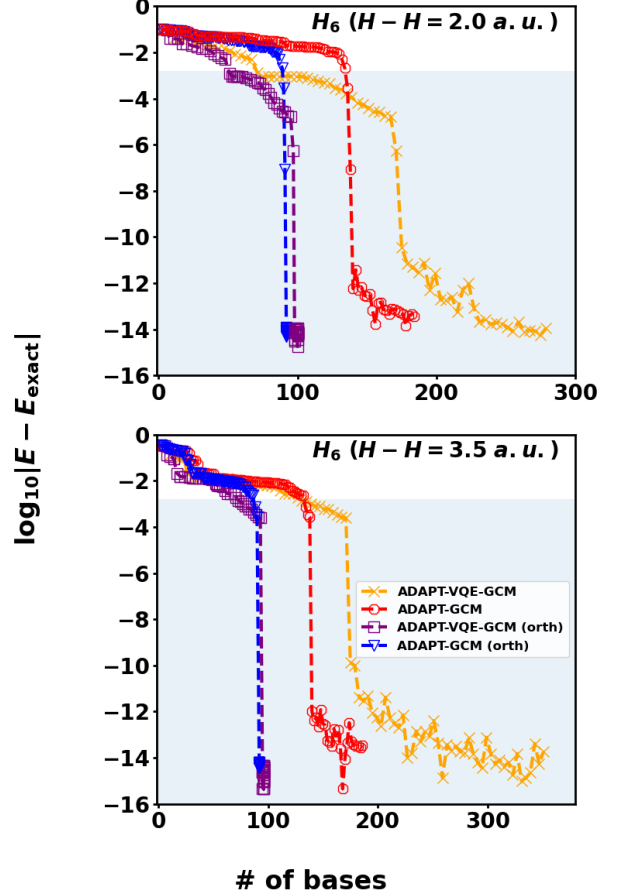 H6 (H − H = 2.0 a.u.)
0
−2
−4
−6
−8
−10
−12
−14
−16
0 100 200 300
log10|E − Eexact|
H6 (H − H = 3.5 a.u.)
0
−2
−4
−6
−8
−10
−12
−14
−16
ADAPT-VQE-GCM
ADAPT-GCM
ADAPT-VQE-GCM (orth)
ADAPT-GCM (orth)
0 100 200 300
# of bases